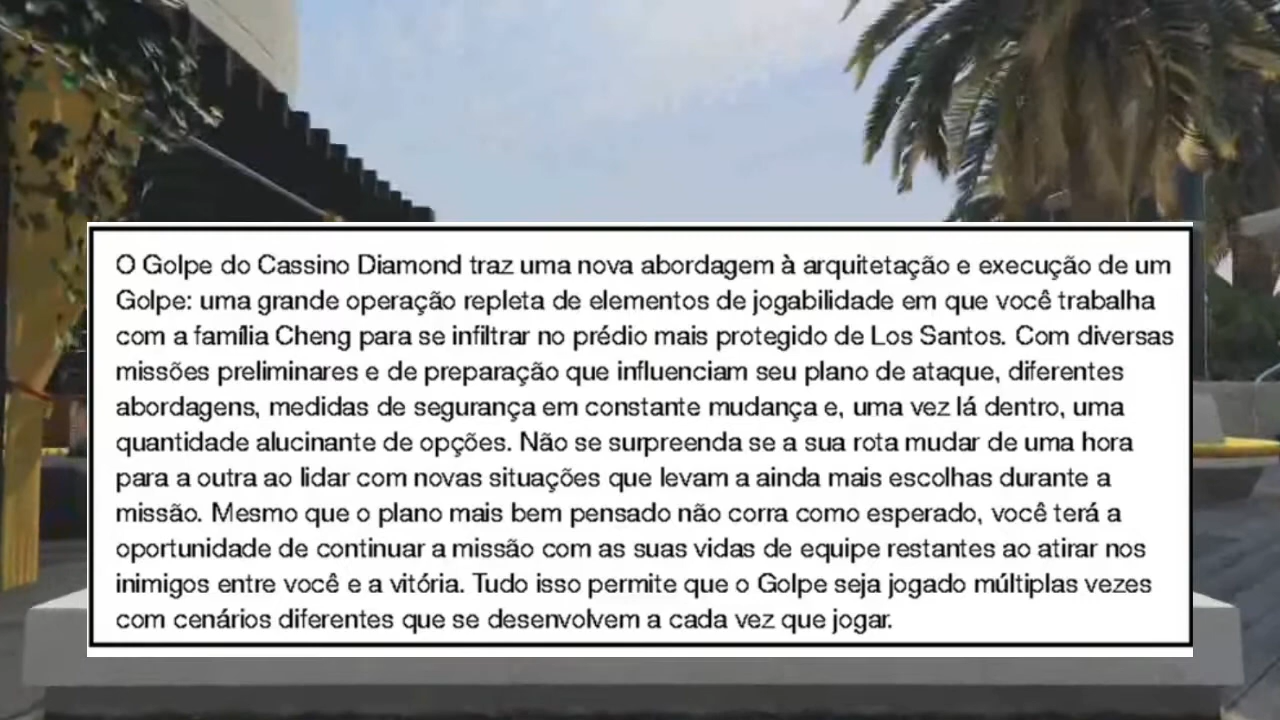 O Golpe do Cassino Diamond traz uma nova abordagem à arquitetação e execução de um
Golpe: uma grande operação repleta de elementos de jogabilidade em que você trabalha
com a família Cheng para se infiltrar no prédio mais protegido de Los Santos. Com diversas
missões preliminares e de preparação que influenciam seu plano de ataque, diferentes
abordagens, medidas de segurança em constante mudança e, uma vez lá dentro, uma
quantidade alucinante de opções. Não se surpreenda se a sua rota mudar de uma hora
para a outra ao lidar com novas situações que levam a ainda mais escolhas durante a
missão. Mesmo que o plano mais bem pensado não corra como esperado, você terá a
oportunidade de continuar a missão com as suas vidas de equipe restantes ao atirar nos
inimigos entre você e a vitória. Tudo isso permite que o Golpe seja jogado múltiplas vezes
com cenários diferentes que se desenvolvem a cada vez que jogar.